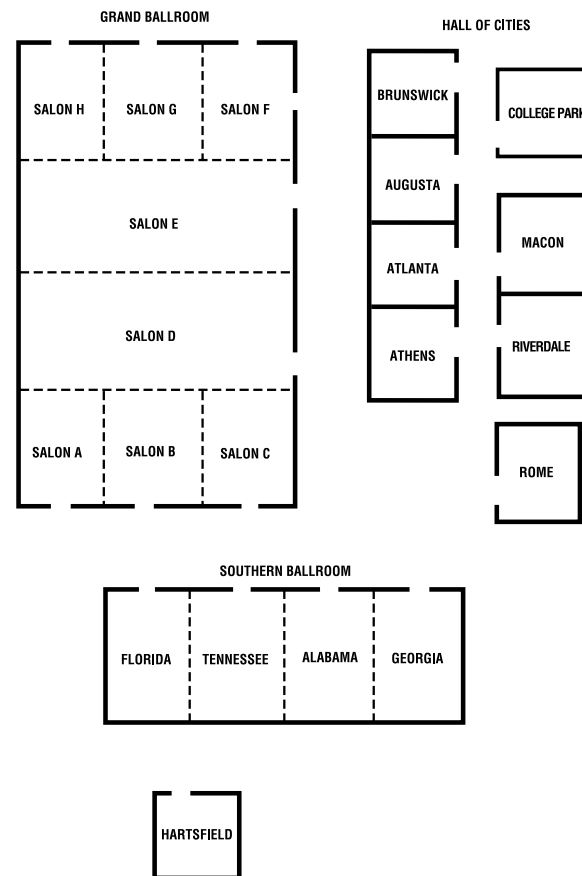 GRAND BALLROOM
SALON H
SALON G
SALON F
SALON E
SALON D
SALON A
SALON B
SALON C
HALL OF CITIES
BRUNSWICK
COLLEGE PARK
AUGUSTA
MACON
ATLANTA
RIVERDALE
ATHENS
ROME
SOUTHERN BALLROOM
FLORIDA
TENNESSEE
ALABAMA
GEORGIA
HARTSFIELD